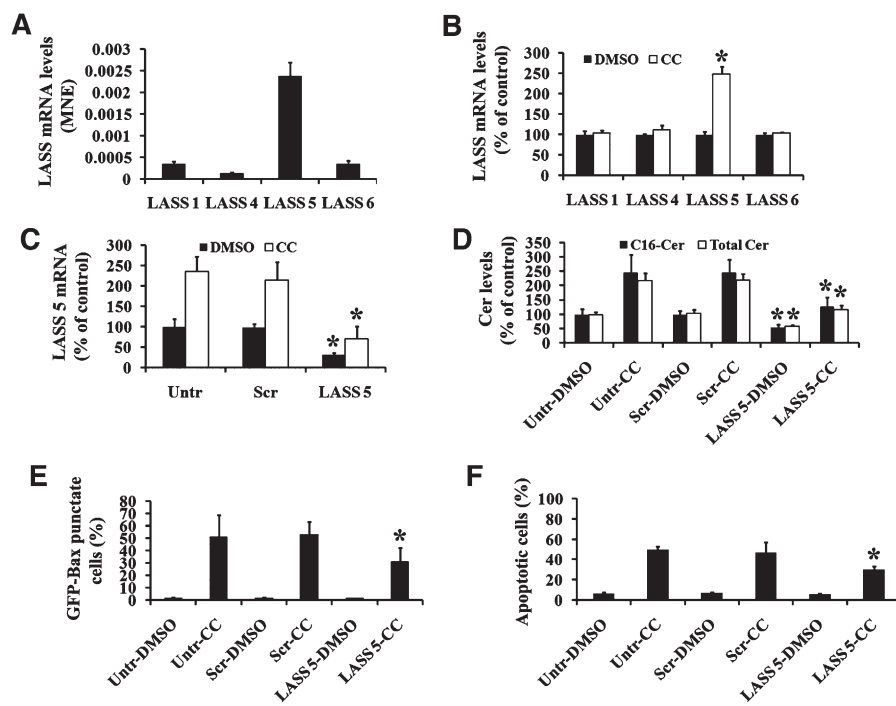 A
LASS mRNA levels
(MNE)
0.003
0.0025
0.002
0.0015
0.001
0.0005
0
LASS 1 LASS 4 LASS 5 LASS 6
B
LASS mRNA levels
(% of control)
DMSO CC
300
250
200
150
100
50
0
*
LASS 1 LASS 4 LASS 5 LASS 6
C
LASS 5 mRNA
(% of control)
DMSO CC
300
250
200
150
100
50
0
* *
Untr Scr LASS 5
D
Cer levels
(% of control)
C16-Cer Total Cer
350
300
250
200
150
100
50
0
** **
Untr-DMSO
Untr-CC
Scr-DMSO
Scr-CC
LASS 5-DMSO
LASS 5-CC
E
GFP-Bax punctate
cells (%)
80
70
60
50
40
30
20
10
0
*
Untr-DMSO
Untr-CC
Scr-DMSO
Scr-CC
LASS 5-DMSO
LASS 5-CC
F
Apoptotic cells (%)
100
80
60
40
20
0
*
Untr-DMSO
Untr-CC
Scr-DMSO
Scr-CC
LASS 5-DMSO
LASS 5-CC